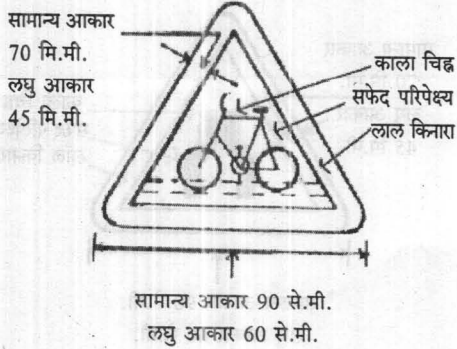 सामान्य आकार
70 मि.मी.
लघु आकार
45 मि.मी.
काला चिह्न
सफेद परिपेक्ष्य
लाल किनारा
सामान्य आकार 90 से.मी.
लघु आकार 60 से.मी.